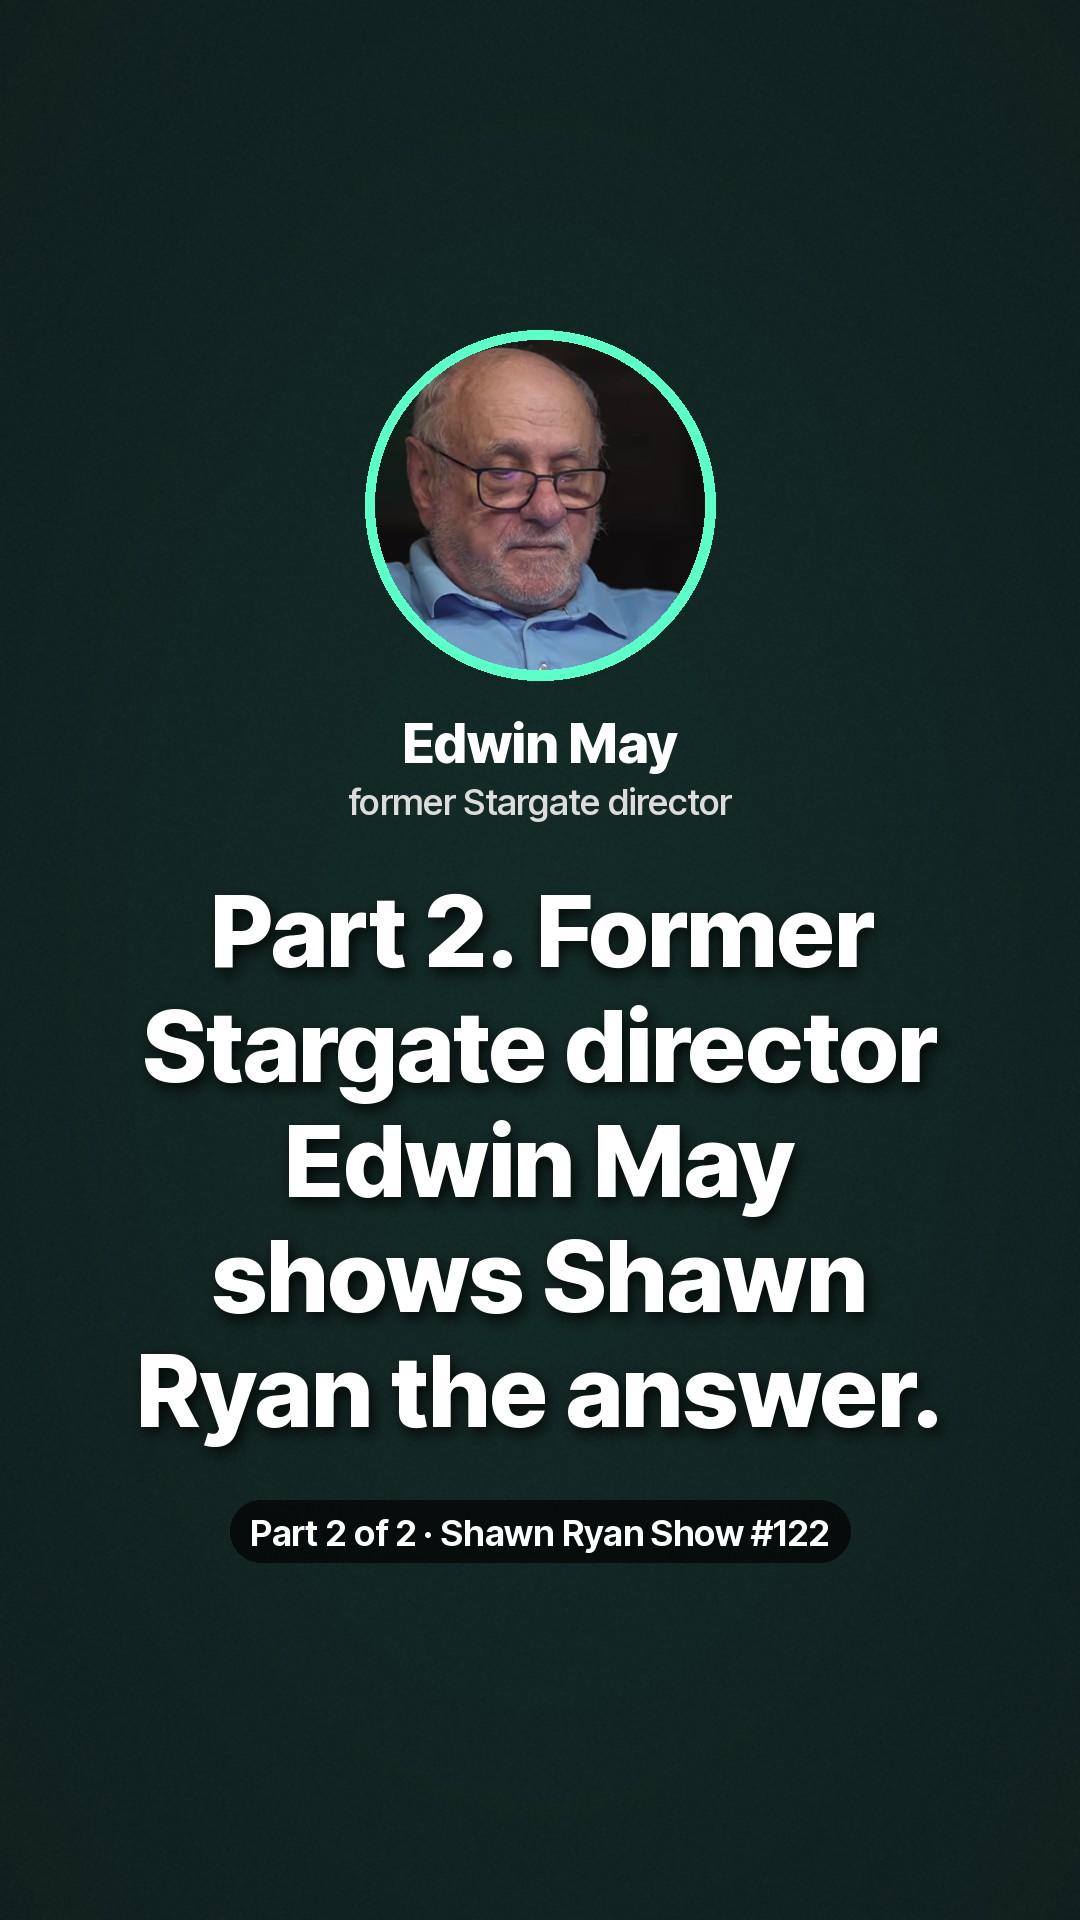 Edwin May
former Stargate director
Part 2. Former
Stargate director
Edwin May
shows Shawn
Ryan the answer.
Part 2 of 2 · Shawn Ryan Show #122